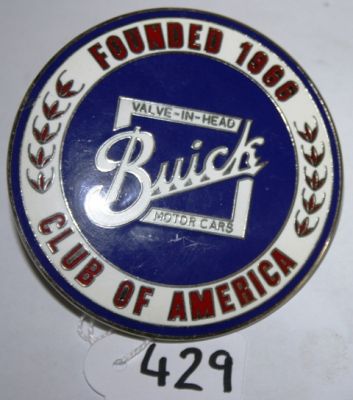 FOUNDED 1966
VALVE-IN-HEAD
Buick
MOTOR CARS
CLUB OF AMERICA
429